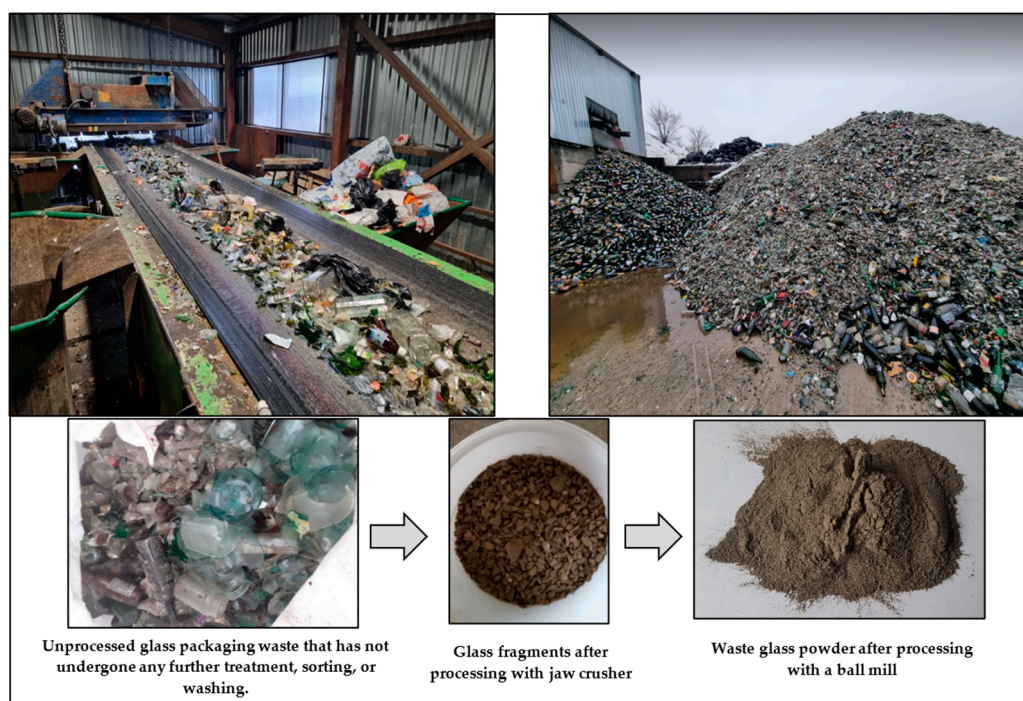 Unprocessed glass packaging waste that has not
undergone any further treatment, sorting, or
washing.
Glass fragments after
processing with jaw crusher
Waste glass powder after processing
with a ball mill